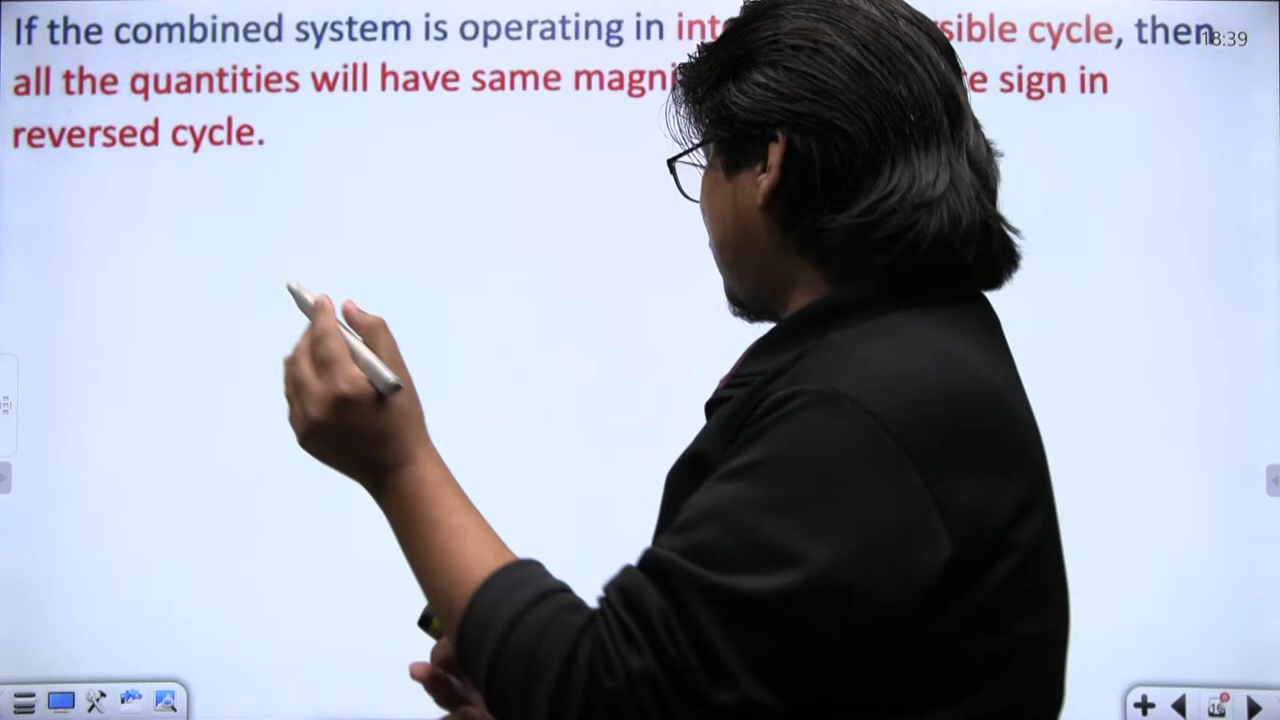 If the combined system is operating in int sible cycle, then
18:39
all the quantities will have same magni e sign in
reversed cycle.
16